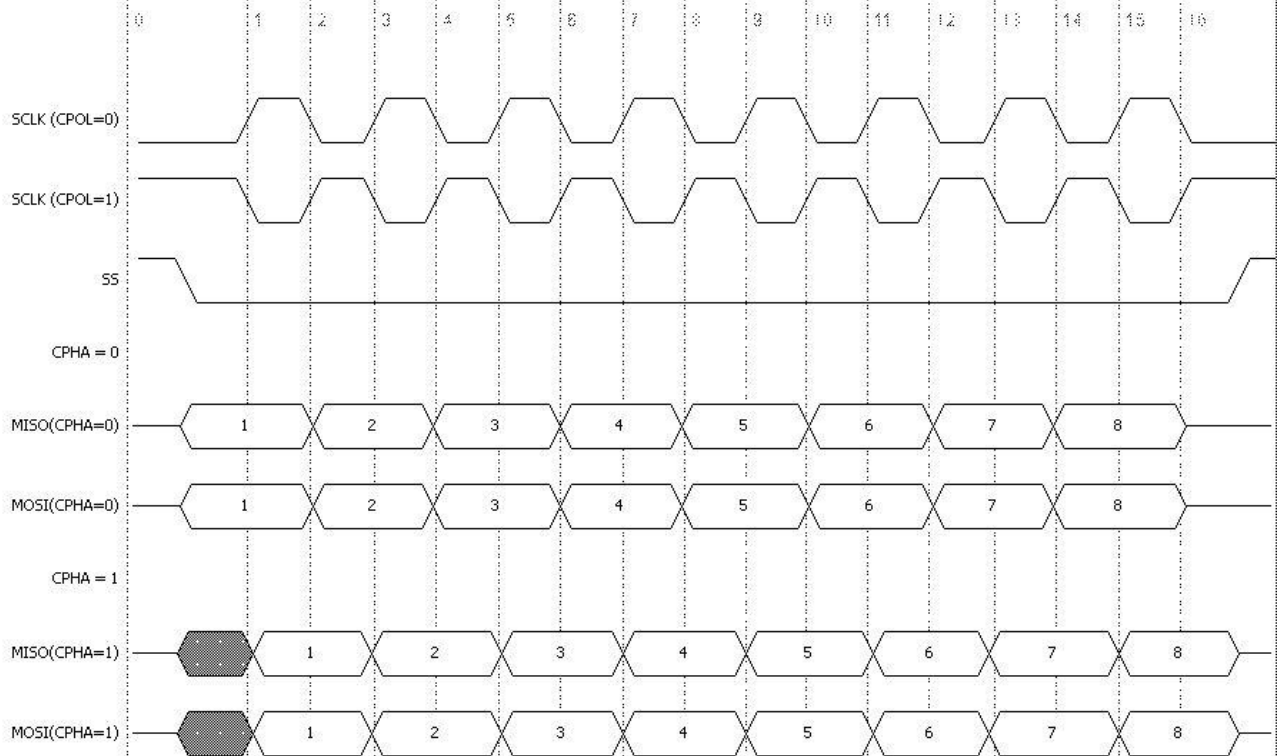 0 1 2 3 4 5 6 7 8 9 10 11 12 13 14 15 16
SCLK (CPOL=0)
SCLK (CPOL=1)
SS
CPHA = 0
MISO(CPHA=0) 1 2 3 4 5 6 7 8
MOSI(CPHA=0) 1 2 3 4 5 6 7 8
CPHA = 1
MISO(CPHA=1) 1 2 3 4 5 6 7 8
MOSI(CPHA=1) 1 2 3 4 5 6 7 8